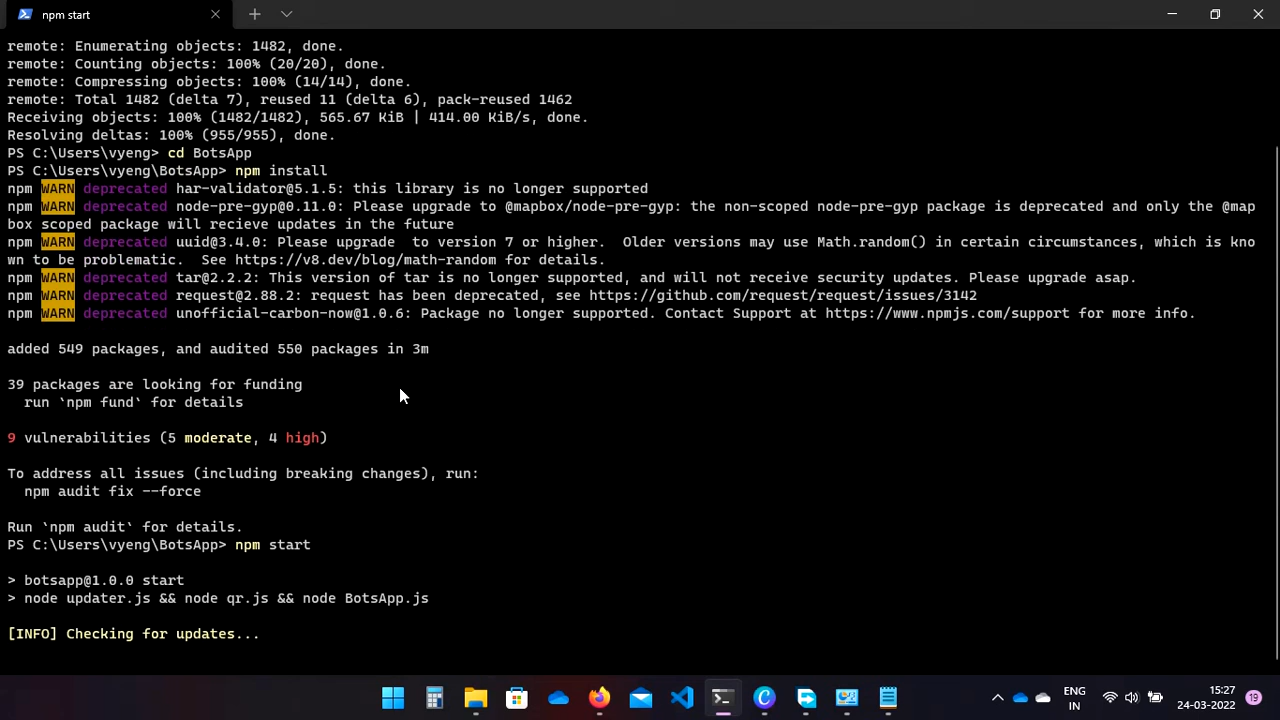 npm start
remote: Enumerating objects: 1482, done.
remote: Counting objects: 100% (20/20), done.
remote: Compressing objects: 100% (14/14), done.
remote: Total 1482 (delta 7), reused 11 (delta 6), pack-reused 1462
Receiving objects: 100% (1482/1482), 565.67 KiB | 414.00 KiB/s, done.
Resolving deltas: 100% (955/955), done.
PS C:\Users\vyeng> cd BotsApp
PS C:\Users\vyeng\BotsApp> npm install
npm WARN deprecated har-validator@5.1.5: this library is no longer supported
npm WARN deprecated node-pre-gyp@0.11.0: Please upgrade to @mapbox/node-pre-gyp: the non-scoped node-pre-gyp package is deprecated and only the @map
box scoped package will recieve updates in the future
npm WARN deprecated uuid@3.4.0: Please upgrade  to version 7 or higher.  Older versions may use Math.random() in certain circumstances, which is kno
wn to be problematic.  See https://v8.dev/blog/math-random for details.
npm WARN deprecated tar@2.2.2: This version of tar is no longer supported, and will not receive security updates. Please upgrade asap.
npm WARN deprecated request@2.88.2: request has been deprecated, see https://github.com/request/request/issues/3142
npm WARN deprecated unofficial-carbon-now@1.0.6: Package no longer supported. Contact Support at https://www.npmjs.com/support for more info.
added 549 packages, and audited 550 packages in 3m
39 packages are looking for funding
  run `npm fund` for details
9 vulnerabilities (5 moderate, 4 high)
To address all issues (including breaking changes), run:
  npm audit fix --force
Run `npm audit` for details.
PS C:\Users\vyeng\BotsApp> npm start
> botsapp@1.0.0 start
> node updater.js && node qr.js && node BotsApp.js
[INFO] Checking for updates...
ENG
IN
15:27
24-03-2022
19